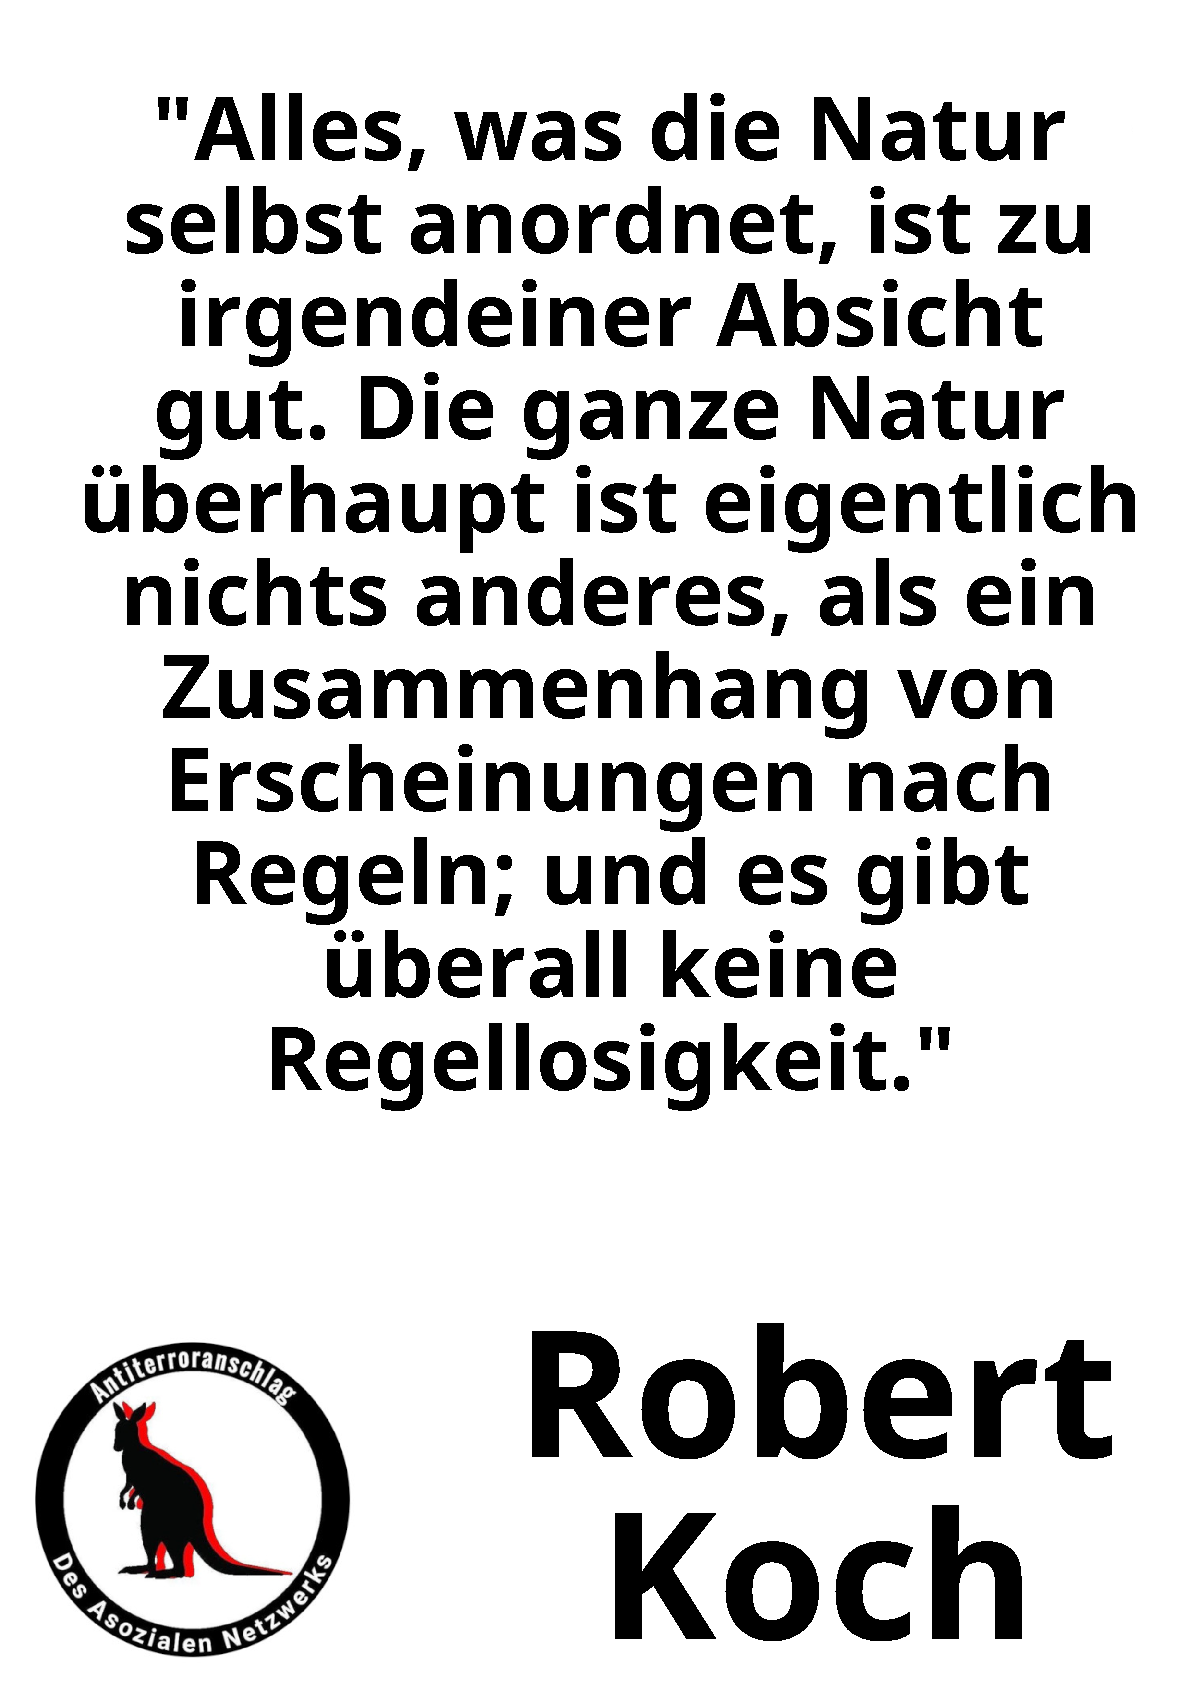 "Alles, was die Natur
selbst anordnet, ist zu
irgendeiner Absicht
gut. Die ganze Natur
überhaupt ist eigentlich
nichts anderes, als ein
Zusammenhang von
Erscheinungen nach
Regeln; und es gibt
überall keine
Regellosigkeit."
Antiterroranschlag
Des Asozialen Netzwerks
Robert
Koch